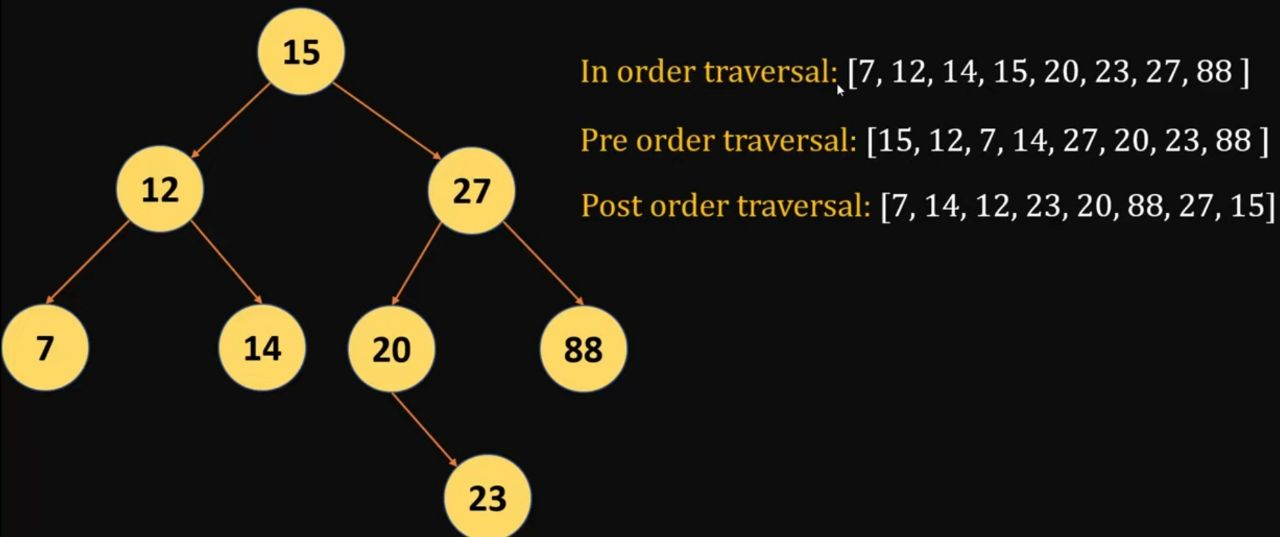 15
In order traversal: [7, 12, 14, 15, 20, 23, 27, 88 ]
Pre order traversal: [15, 12, 7, 14, 27, 20, 23, 88 ]
12
27
Post order traversal: [7, 14, 12, 23, 20, 88, 27, 15]
7
14
20
88
23